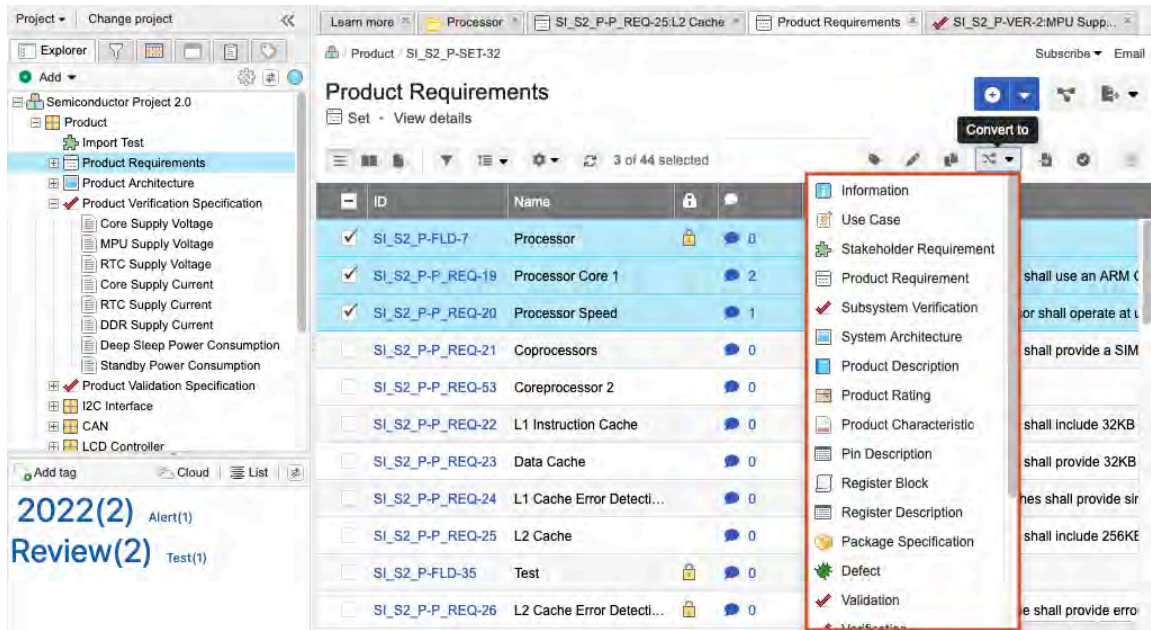 Project Change project
Learn more Processor SI_S2_P-P_REQ-25:L2 Cache Product Requirements SI_S2_P-VER-2:MPU Supp...
Explorer
Product / SI_S2_P-SET-32 Subscribe Email
Add
Semiconductor Project 2.0
Product
Import Test
Product Requirements
Product Architecture
Product Verification Specification
Core Supply Voltage
MPU Supply Voltage
RTC Supply Voltage
Core Supply Current
RTC Supply Current
DDR Supply Current
Deep Sleep Power Consumption
Standby Power Consumption
Product Validation Specification
I2C Interface
CAN
LCD Controller
Add tag Cloud List
2022(2) Alert(1)
Review(2) Test(1)
Product Requirements
Set - View details
Convert to
3 of 44 selected
ID Name
SI_S2_P-FLD-7 Processor 0
SI_S2_P-P_REQ-19 Processor Core 1 2 shall use an ARM
SI_S2_P-P_REQ-20 Processor Speed 1 or shall operate at
SI_S2_P-P_REQ-21 Coprocessors 0 shall provide a SIM
SI_S2_P-P_REQ-53 Coreprocessor 2 0
SI_S2_P-P_REQ-22 L1 Instruction Cache 0 shall include 32KB
SI_S2_P-P_REQ-23 Data Cache 0 shall provide 32KB
SI_S2_P-P_REQ-24 L1 Cache Error Detecti... 0 hes shall provide sin
SI_S2_P-P_REQ-25 L2 Cache 0 shall include 256KB
SI_S2_P-FLD-35 Test 0
SI_S2_P-P_REQ-26 L2 Cache Error Detecti... 0 e shall provide erro
Information
Use Case
Stakeholder Requirement
Product Requirement
Subsystem Verification
System Architecture
Product Description
Product Rating
Product Characteristic
Pin Description
Register Block
Register Description
Package Specification
Defect
Validation